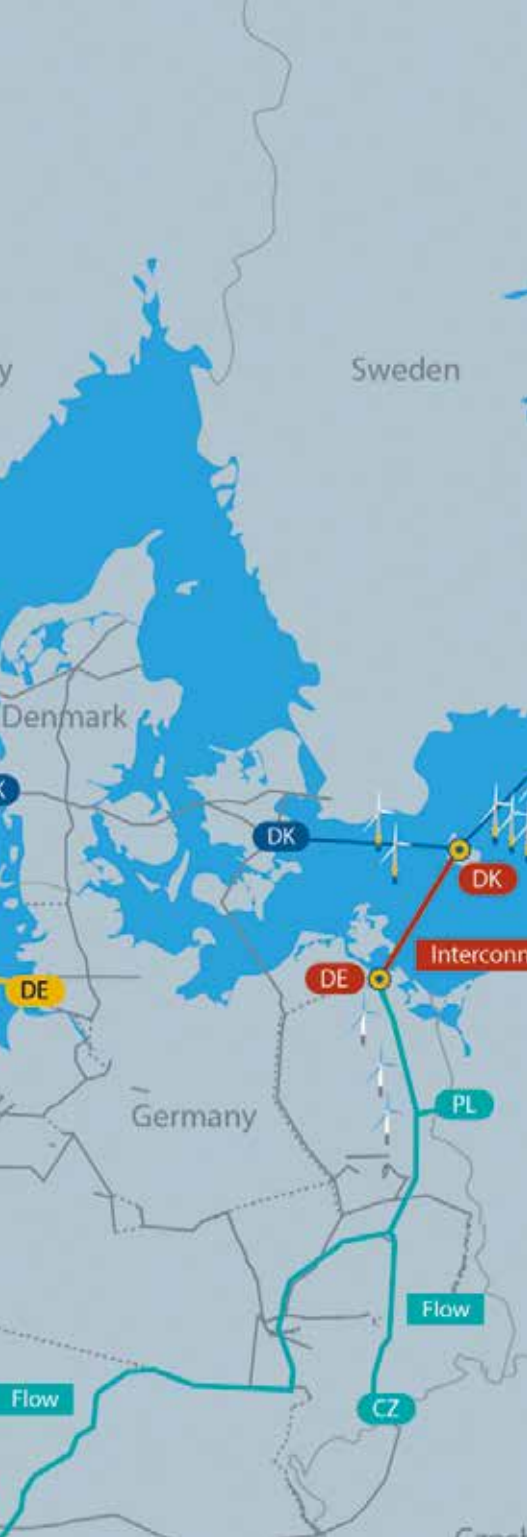 Sweden
Denmark
DK
DK
Interconn
DE
DE
PL
Germany
Flow
Flow
CZ